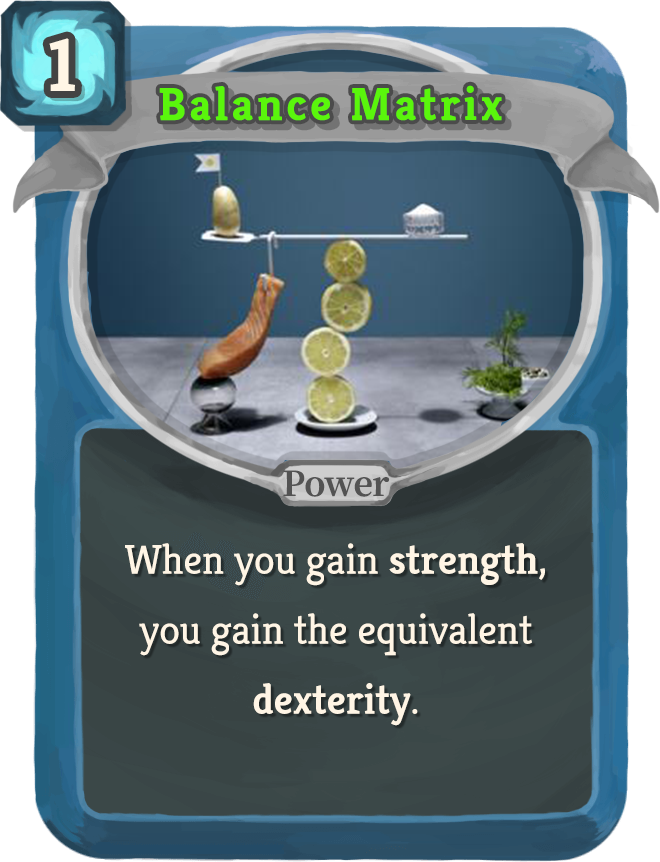 1
Balance Matrix
Power
When you gain strength,
you gain the equivalent
dexterity.